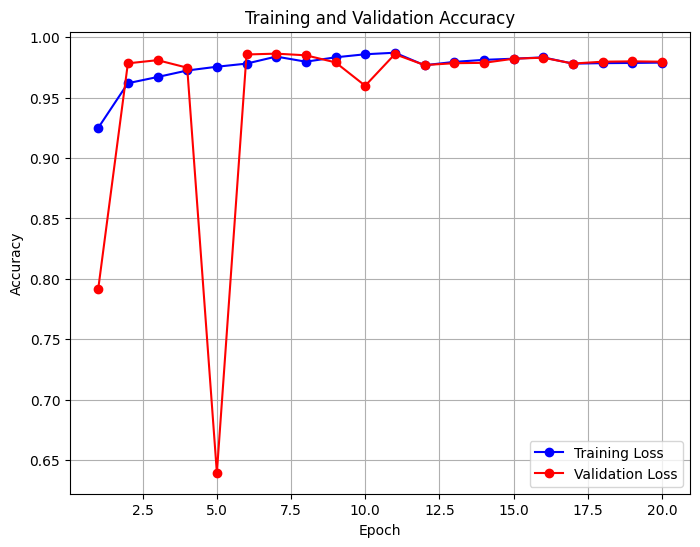 Training and Validation Accuracy
1.00
0.95
0.90
0.85
0.80
0.75
0.70
0.65
Accuracy
Training Loss
Validation Loss
2.5 5.0 7.5 10.0 12.5 15.0 17.5 20.0
Epoch